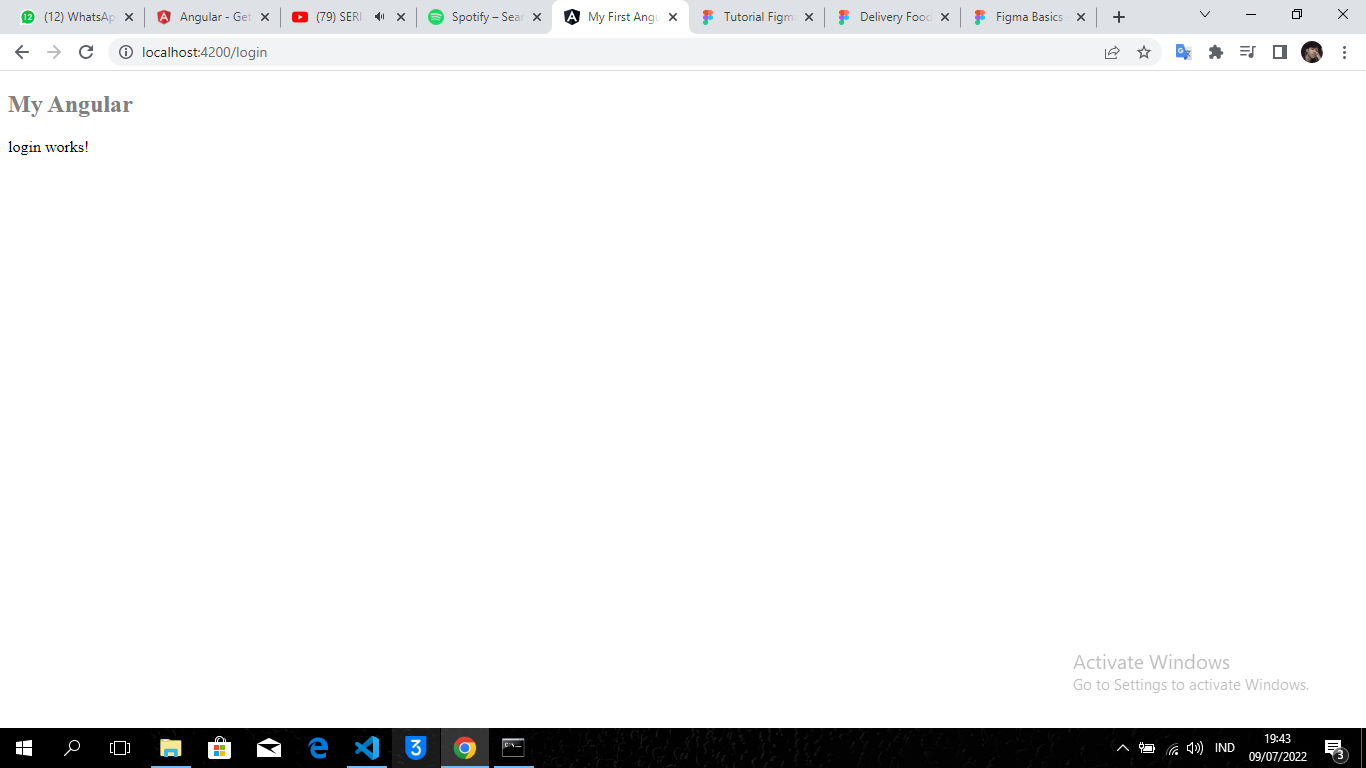 12 (12) WhatsAp Angular - Get (79) SERI Spotify – Sear My First Angu Tutorial Figm Delivery Food Figma Basics
localhost:4200/login
My Angular
login works!
Activate Windows
Go to Settings to activate Windows.
3 C:\ IND 19:43
09/07/2022 3